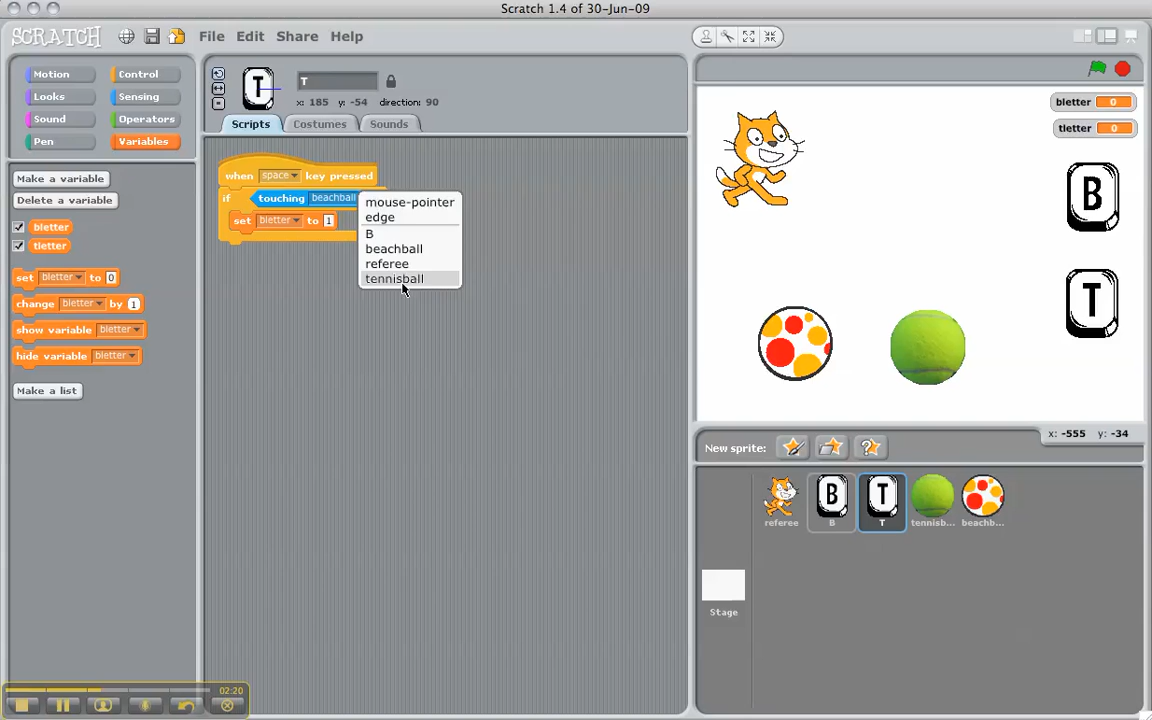 Scratch 1.4 of 30-Jun-09
SCRATCH
File Edit Share Help
Motion
Control
Looks
Sensing
Sound
Operators
Pen
Variables
Make a variable
Delete a variable
bletter
tletter
set bletter to 0
change bletter by 1
show variable bletter
hide variable bletter
Make a list
T
T
x: 185 y: -54 direction: 90
Scripts
Costumes
Sounds
when space key pressed
if touching beachball
set bletter to 1
mouse-pointer
edge
B
beachball
referee
tennisball
bletter 0
tletter 0
B
T
x: -555 y: -34
New sprite:
referee
B
B
T
T
tennisb...
beachb...
Stage
02:20